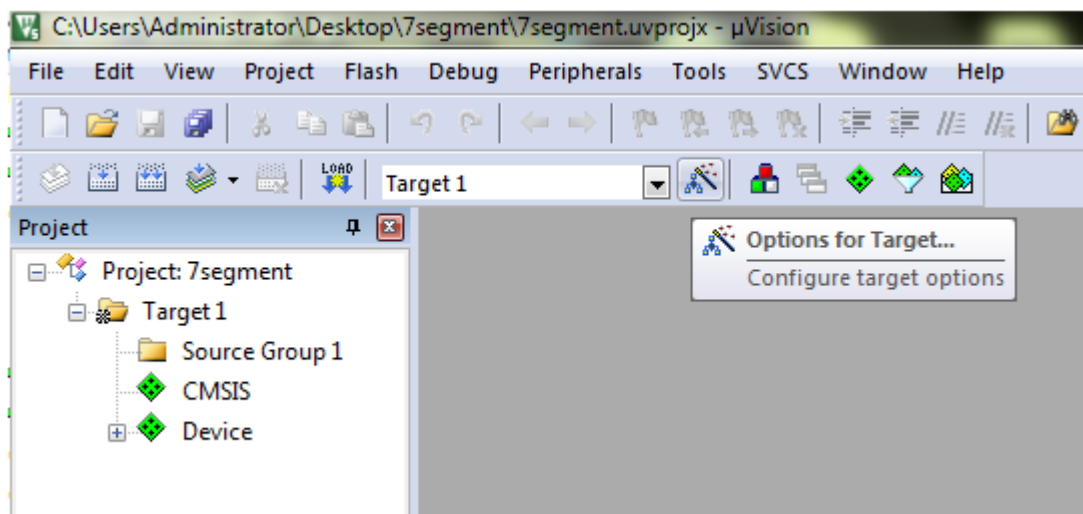 C:\Users\Administrator\Desktop\7segment\7segment.uvprojx - µVision
File Edit View Project Flash Debug Peripherals Tools SVCS Window Help
LOAD
Target 1
Project
Options for Target...
Configure target options
Project: 7segment
Target 1
Source Group 1
CMSIS
Device